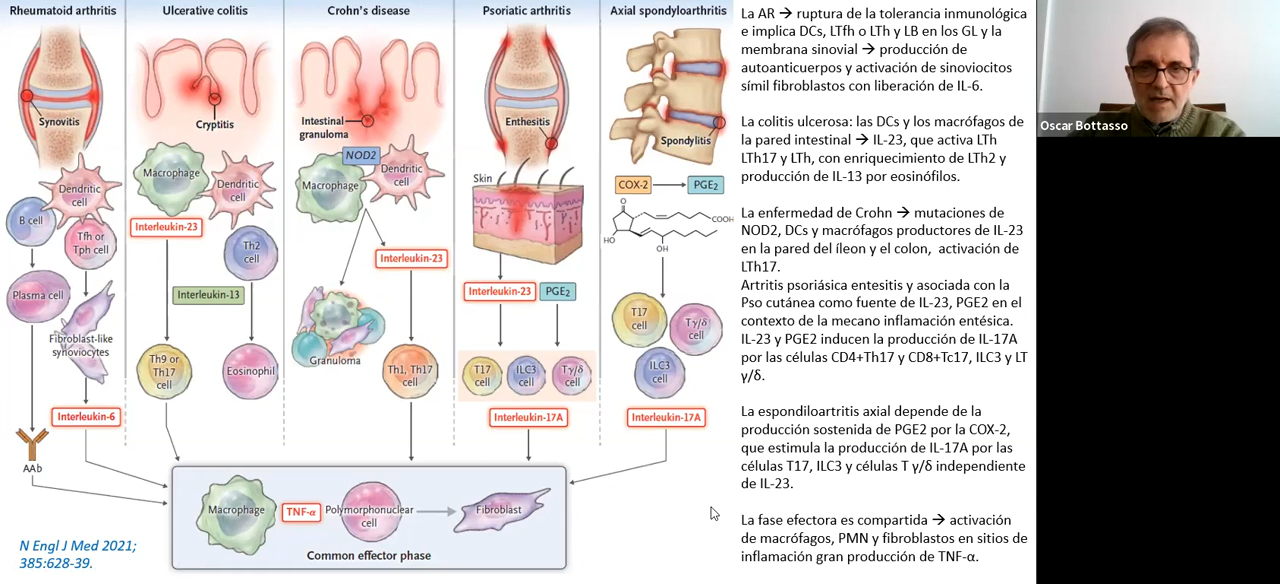 Rheumatoid arthritis
Ulcerative colitis
Crohn's disease
Psoriatic arthritis
Axial spondyloarthritis
Synovitis
Dendritic
cell
B cell
Tfh or
Tph cell
Plasma cell
Fibroblast-like
synoviocytes
Interleukin-6
AAb
Cryptitis
Macrophage
Dendritic
cell
Interleukin-23
Th2
cell
Interleukin-13
Th9 or
Th17
cell
Eosinophil
Intestinal
granuloma
NOD2
Macrophage
Dendritic
cell
Interleukin-23
Granuloma
Th1, Th17
cell
Enthesitis
Skin
Interleukin-23
PGE2
T17
cell
ILC3
cell
Tγ/δ
cell
Interleukin-17A
Spondylitis
COX-2
PGE2
O
COOH
HO
OH
T17
cell
Tγ/δ
cell
ILC3
cell
Interleukin-17A
Macrophage
TNF-α
Polymorphonuclear
cell
Fibroblast
Common effector phase
N Engl J Med 2021;
385:628-39.
La AR → ruptura de la tolerancia inmunológica
e implica DCs, LTfh o LTh y LB en los GL y la
membrana sinovial → producción de
autoanticuerpos y activación de sinoviocitos
símil fibroblastos con liberación de IL-6.
La colitis ulcerosa: las DCs y los macrófagos de
la pared intestinal → IL-23, que activa LTh
LTh17 y LTh, con enriquecimiento de LTh2 y
producción de IL-13 por eosinófilos.
La enfermedad de Crohn → mutaciones de
NOD2, DCs y macrófagos productores de IL-23
en la pared del íleon y el colon, activación de
LTh17.
Artritis psoriásica entesitis y asociada con la
Pso cutánea como fuente de IL-23, PGE2 en el
contexto de la mecano inflamación entésica.
IL-23 y PGE2 inducen la producción de IL-17A
por las células CD4+Th17 y CD8+Tc17, ILC3 y LT
γ/δ.
La espondiloartritis axial depende de la
producción sostenida de PGE2 por la COX-2,
que estimula la producción de IL-17A por las
células T17, ILC3 y células T γ/δ independiente
de IL-23.
La fase efectora es compartida → activación
de macrófagos, PMN y fibroblastos en sitios de
inflamación gran producción de TNF-α.
Oscar Bottasso